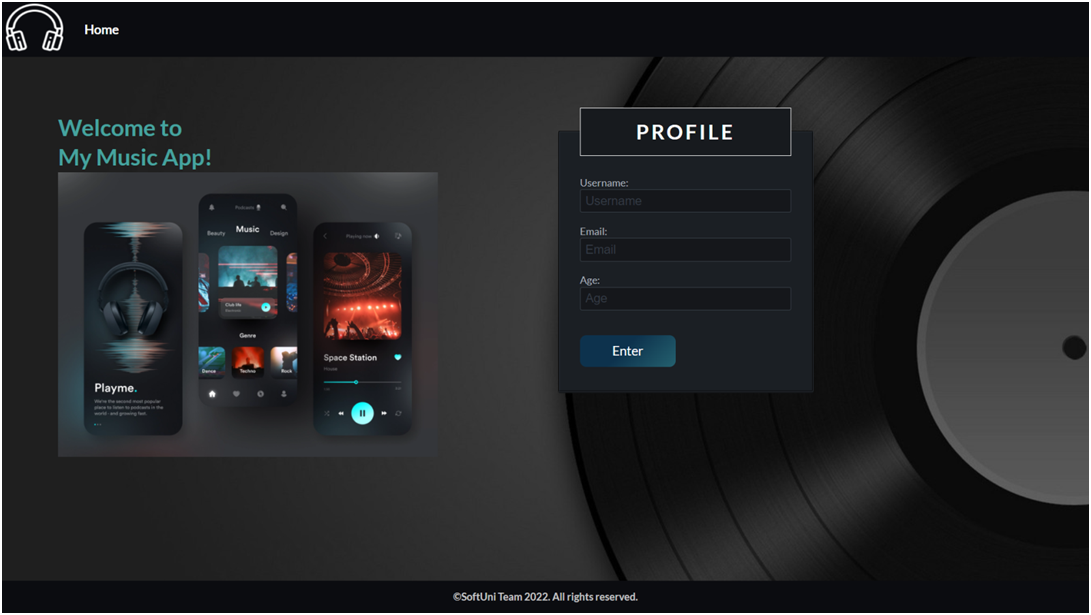 Home
Welcome to
My Music App!
PROFILE
Username:
Username
Email:
Email
Age:
Age
Enter
Podcasts
Beauty Music Design
Club life
Genre
Dance Techno Rock
Playing now
Space Station
House
Playme.
We're the second most popular
place to listen to podcasts in the
world - and growing fast
©SoftUni Team 2022. All rights reserved.